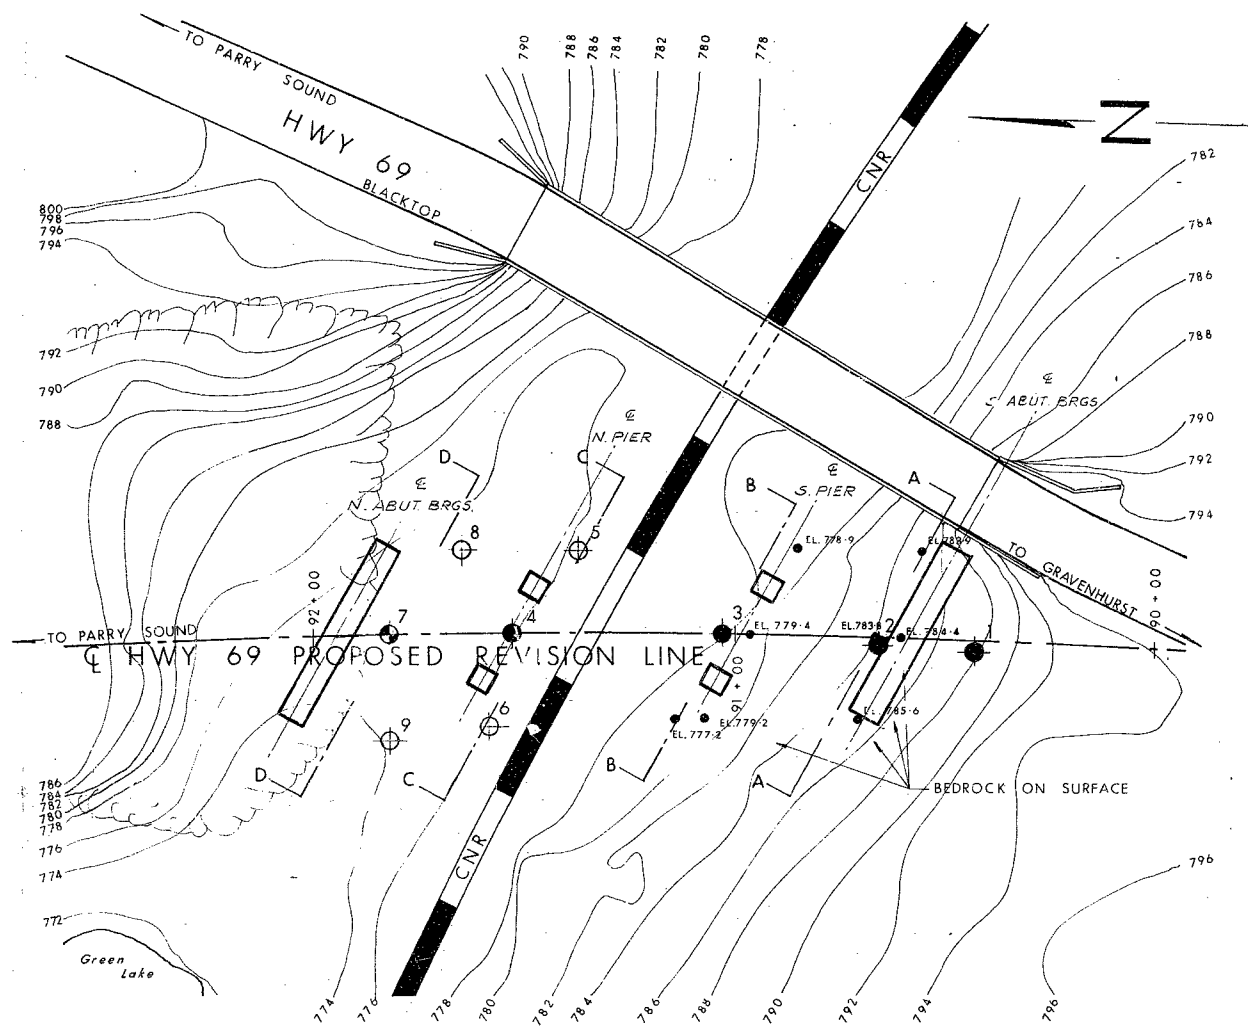 790
788
786
784
782
780
778
TO PARRY SOUND
HWY 69
BLACKTOP
CNR
N
782
784
786
788
790
792
794
800
798
796
794
792
790
788
℄
N. PIER
℄
S. ABUT. BRGS.
D
C
℄
N. ABUT. BRGS.
B
℄
S. PIER
A
8
5
EL. 778.9
EL. 783.9
TO GRAVENHURST
92 + 00
90 + 00
7
4
3
EL. 779.4
EL. 783.8
2
EL. 784.4
1
TO PARRY SOUND
℄ HWY 69 PROPOSED REVISION LINE
91 + 00
9
6
EL. 777.2
EL. 779.2
EL. 785.6
D
C
B
A
BEDROCK ON SURFACE
786
784
782
780
778
776
774
772
CNR
796
Green
Lake
774
776
778
780
782
784
786
788
790
792
794
796